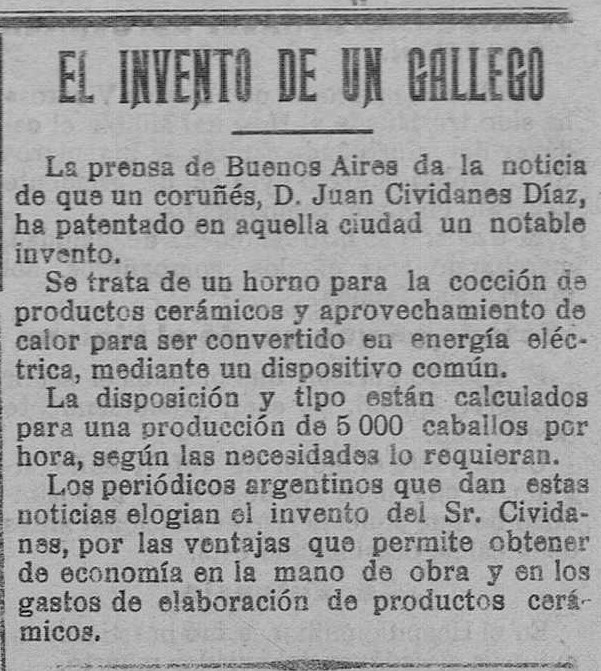 EL INVENTO DE UN GALLEGO
La prensa de Buenos Aires da la noticia
de que un coruñés, D. Juan Cividanes Díaz,
ha patentado en aquella ciudad un notable
invento.
Se trata de un horno para la cocción de
productos cerámicos y aprovechamiento de
calor para ser convertido en energía eléc-
trica, mediante un dispositivo común.
La disposición y tlpo están calculados
para una producción de 5 000 caballos por
hora, según las necesidades lo requieran.
Los periódicos argentinos que dan estas
noticias elogian el invento del Sr. Civida-
nes, por las ventajas que permite obtener
de economía en la mano de obra y en los
gastos de elaboración de productos cerá-
micos.